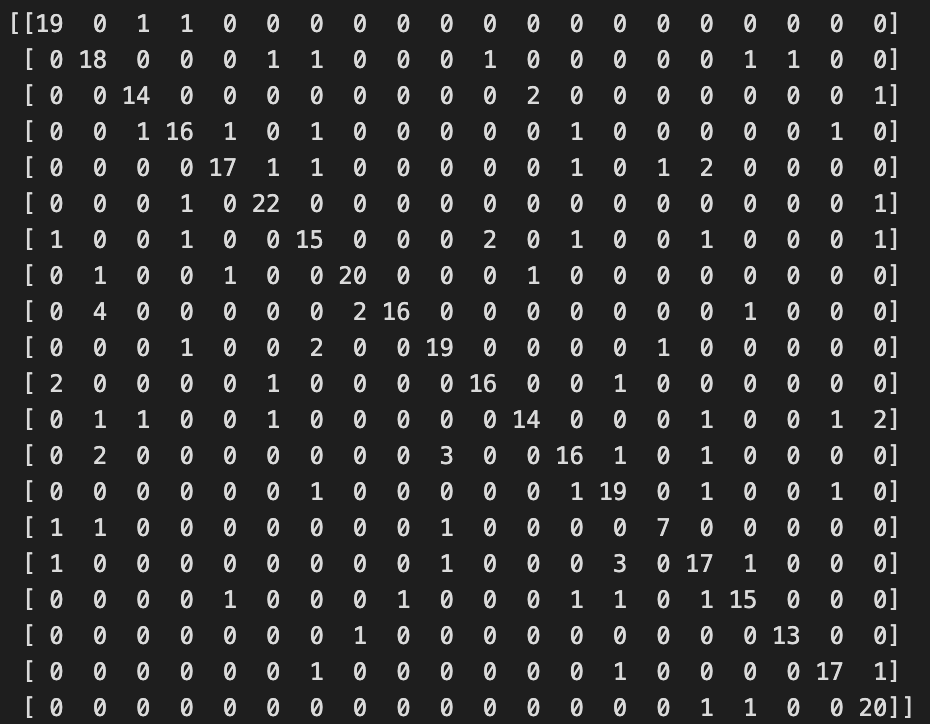 [[19  0  1  1  0  0  0  0  0  0  0  0  0  0  0  0  0  0  0  0]
 [ 0 18  0  0  0  1  1  0  0  0  1  0  0  0  0  0  1  1  0  0]
 [ 0  0 14  0  0  0  0  0  0  0  0  2  0  0  0  0  0  0  0  1]
 [ 0  0  1 16  1  0  1  0  0  0  0  0  1  0  0  0  0  0  1  0]
 [ 0  0  0  0 17  1  1  0  0  0  0  0  1  0  1  2  0  0  0  0]
 [ 0  0  0  1  0 22  0  0  0  0  0  0  0  0  0  0  0  0  0  1]
 [ 1  0  0  1  0  0 15  0  0  0  2  0  1  0  0  1  0  0  0  1]
 [ 0  1  0  0  1  0  0 20  0  0  0  1  0  0  0  0  0  0  0  0]
 [ 0  4  0  0  0  0  0  2 16  0  0  0  0  0  0  0  1  0  0  0]
 [ 0  0  0  1  0  0  2  0  0 19  0  0  0  0  1  0  0  0  0  0]
 [ 2  0  0  0  0  1  0  0  0  0 16  0  0  1  0  0  0  0  0  0]
 [ 0  1  1  0  0  1  0  0  0  0  0 14  0  0  0  1  0  0  1  2]
 [ 0  2  0  0  0  0  0  0  0  3  0  0 16  1  0  1  0  0  0  0]
 [ 0  0  0  0  0  0  1  0  0  0  0  0  1 19  0  1  0  0  1  0]
 [ 1  1  0  0  0  0  0  0  0  1  0  0  0  0  7  0  0  0  0  0]
 [ 1  0  0  0  0  0  0  0  0  1  0  0  0  3  0 17  1  0  0  0]
 [ 0  0  0  0  1  0  0  0  1  0  0  0  1  1  0  1 15  0  0  0]
 [ 0  0  0  0  0  0  0  1  0  0  0  0  0  0  0  0  0 13  0  0]
 [ 0  0  0  0  0  0  1  0  0  0  0  0  0  1  0  0  0  0 17  1]
 [ 0  0  0  0  0  0  0  0  0  0  0  0  0  0  0  1  1  0  0 20]]